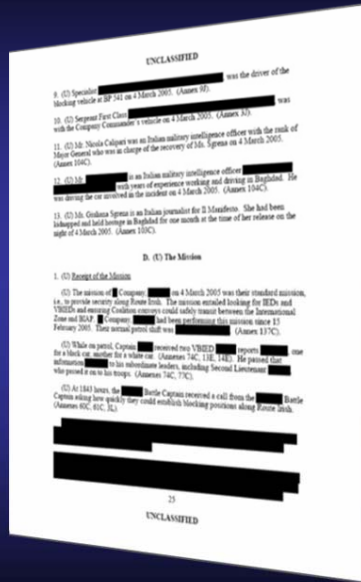 UNCLASSIFIED
9. (U) Specialist was the driver of the
blocking vehicle at BP 541 on 4 March 2005. (Annex 9J).
10. (U) Sergeant First Class was
with the Company Commander's vehicle on 4 March 2005. (Annex 3J).
11. (U) Mr. Nicola Calipari was an Italian military intelligence officer with the rank of
Major General who was in charge of the recovery of Ms. Sgrena on 4 March 2005.
(Annex 104C).
12. (U) Mr. is an Italian military intelligence officer
with years of experience working and driving in Baghdad. He
was driving the car involved in the incident on 4 March 2005. (Annex 104C).
13. (U) Ms. Giuliana Sgrena is an Italian journalist for Il Manifesto. She had been
kidnapped and held hostage in Baghdad for one month at the time of her release on the
night of 4 March 2005. (Annex 103C).
D. (U) The Mission
1. (U) Receipt of the Mission
(U) The mission of Company on 4 March 2005 was their standard mission,
i.e., to provide security along Route Irish. The mission entailed looking for IEDs and
VBIEDs and ensuring Coalition convoys could safely transit between the International
Zone and BIAP. Company had been performing this mission since 15
February 2005. Their normal patrol shift was (Annex 137C).
(U) While on patrol, Captain received two VBIED reports one
for a black car, another for a white car. (Annexes 74C, 13E, 14E). He passed that
information to his subordinate leaders, including Second Lieutenant
who passed it on to his troops. (Annexes 74C, 77C).
(U) At 1843 hours, the Battle Captain received a call from the Battle
Captain asking how quickly they could establish blocking positions along Route Irish.
(Annexes 60C, 61C, 3L).
25
UNCLASSIFIED